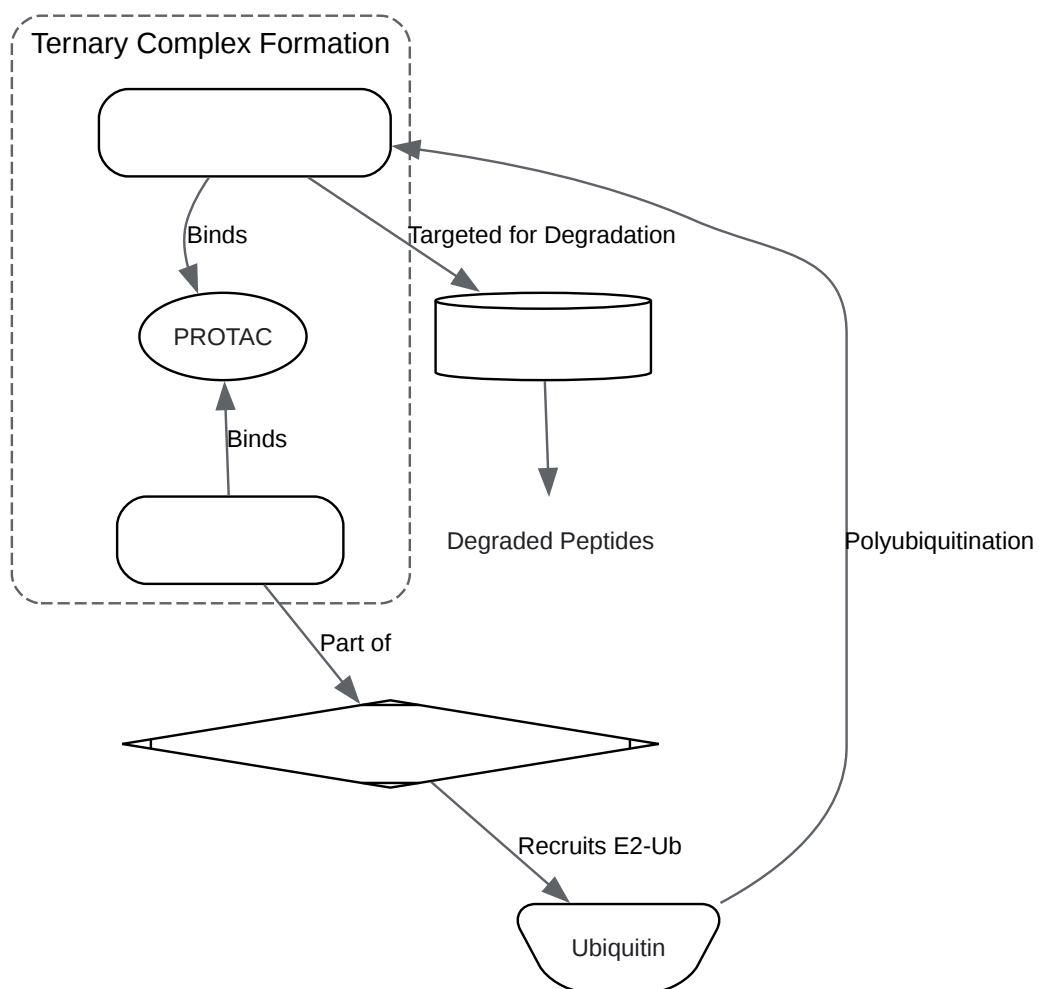 Ternary Complex Formation
Binds
Targeted for Degradation
PROTAC
Binds
Degraded Peptides
Polyubiquitination
Part of
Recruits E2-Ub
Ubiquitin